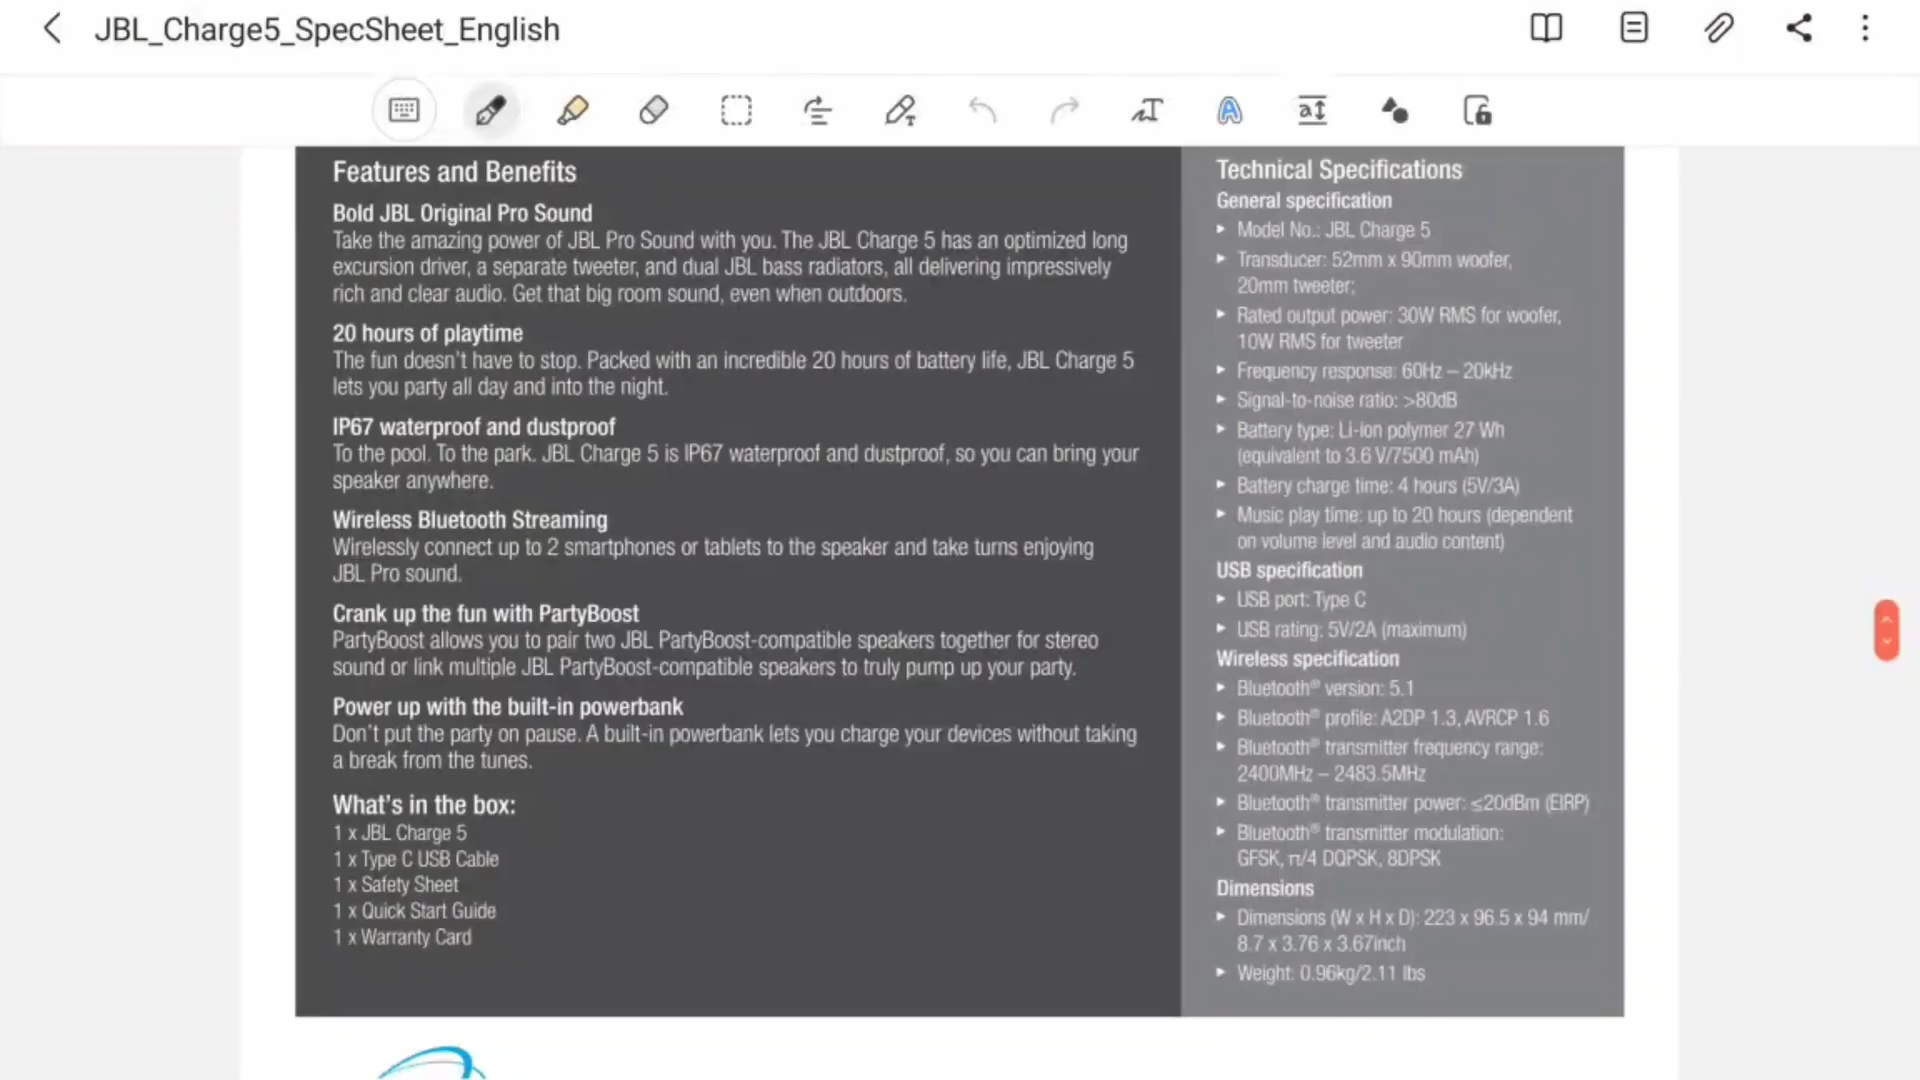 JBL_Charge5_SpecSheet_English
Features and Benefits
Bold JBL Original Pro Sound
Take the amazing power of JBL Pro Sound with you. The JBL Charge 5 has an optimized long
excursion driver, a separate tweeter, and dual JBL bass radiators, all delivering impressively
rich and clear audio. Get that big room sound, even when outdoors.
20 hours of playtime
The fun doesn't have to stop. Packed with an incredible 20 hours of battery life, JBL Charge 5
lets you party all day and into the night.
IP67 waterproof and dustproof
To the pool. To the park. JBL Charge 5 is IP67 waterproof and dustproof, so you can bring your
speaker anywhere.
Wireless Bluetooth Streaming
Wirelessly connect up to 2 smartphones or tablets to the speaker and take turns enjoying
JBL Pro sound.
Crank up the fun with PartyBoost
PartyBoost allows you to pair two JBL PartyBoost-compatible speakers together for stereo
sound or link multiple JBL PartyBoost-compatible speakers to truly pump up your party.
Power up with the built-in powerbank
Don't put the party on pause. A built-in powerbank lets you charge your devices without taking
a break from the tunes.
What's in the box:
1 x JBL Charge 5
1 x Type C USB Cable
1 x Safety Sheet
1 x Quick Start Guide
1 x Warranty Card
Technical Specifications
General specification
▸ Model No.: JBL Charge 5
▸ Transducer: 52mm x 90mm woofer,
20mm tweeter;
▸ Rated output power: 30W RMS for woofer,
10W RMS for tweeter
▸ Frequency response: 60Hz – 20kHz
▸ Signal-to-noise ratio: >80dB
▸ Battery type: Li-ion polymer 27 Wh
(equivalent to 3.6 V/7500 mAh)
▸ Battery charge time: 4 hours (5V/3A)
▸ Music play time: up to 20 hours (dependent
on volume level and audio content)
USB specification
▸ USB port: Type C
▸ USB rating: 5V/2A (maximum)
Wireless specification
▸ Bluetooth® version: 5.1
▸ Bluetooth® profile: A2DP 1.3, AVRCP 1.6
▸ Bluetooth® transmitter frequency range:
2400MHz – 2483.5MHz
▸ Bluetooth® transmitter power: ≤20dBm (EIRP)
▸ Bluetooth® transmitter modulation:
GFSK, π/4 DQPSK, 8DPSK
Dimensions
▸ Dimensions (W x H x D): 223 x 96.5 x 94 mm/
8.7 x 3.76 x 3.67inch
▸ Weight: 0.96kg/2.11 lbs